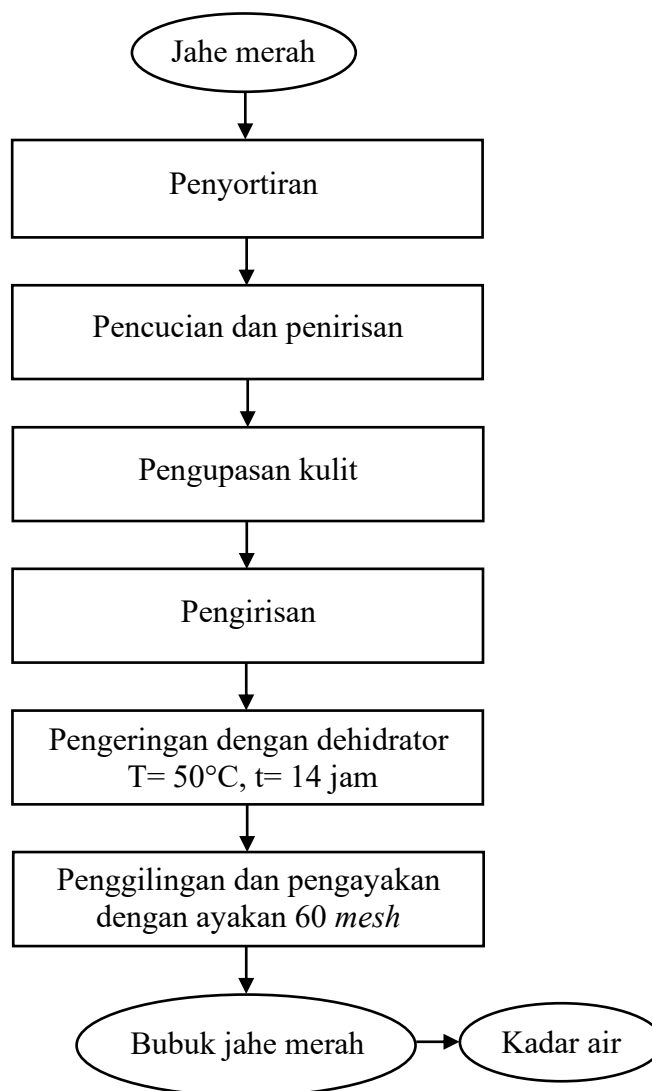 Jahe merah
Penyortiran
Pencucian dan penirisan
Pengupasan kulit
Pengirisan
Pengeringan dengan dehidrator
T= 50°C, t= 14 jam
Penggilingan dan pengayakan
dengan ayakan 60 mesh
Bubuk jahe merah
Kadar air